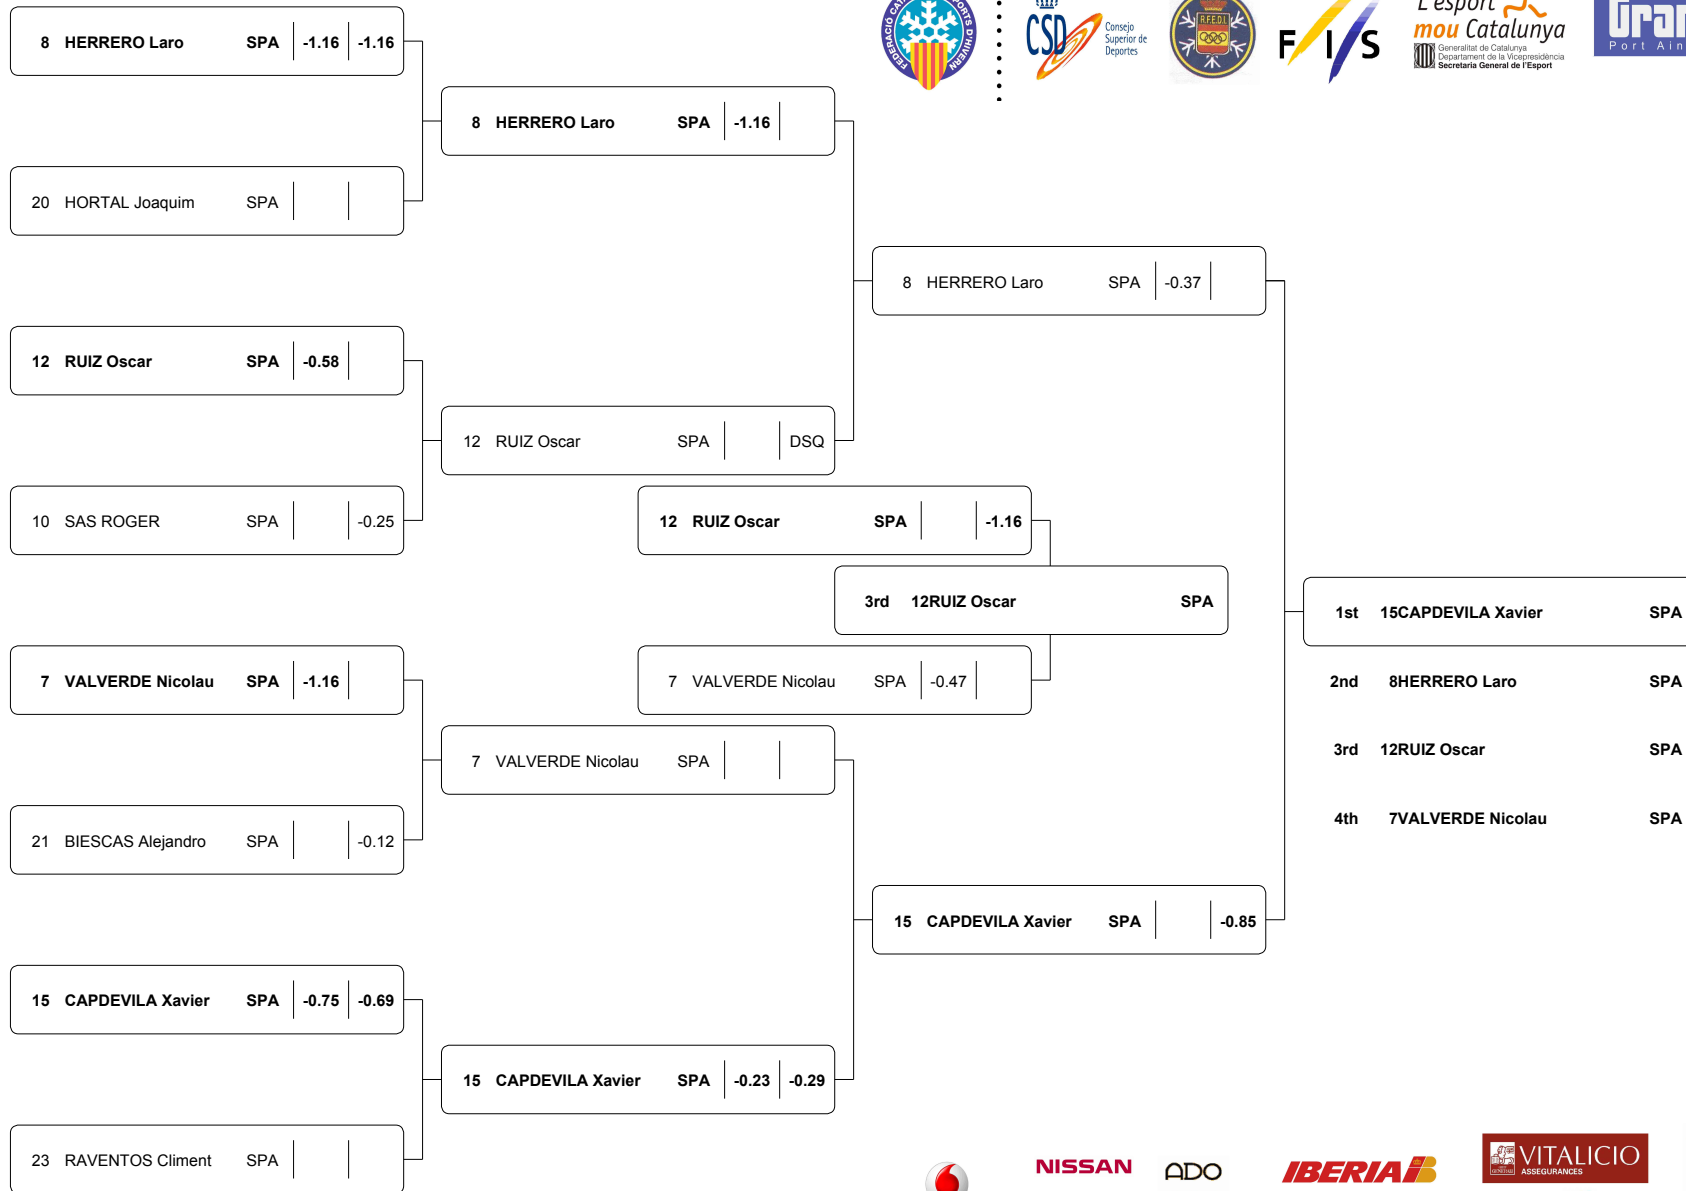 L'esport
mou Catalunya
Generalitat de Catalunya
Departament de la Vicepresidència
Secretaria General de l'Esport
CSD
Consejo
Superior de
Deportes
R.F.E.D.I.
F/I/S
Port Ain
8 HERRERO Laro SPA -1.16 -1.16
8 HERRERO Laro SPA -1.16
20 HORTAL Joaquim SPA
8 HERRERO Laro SPA -0.37
12 RUIZ Oscar SPA -0.58
12 RUIZ Oscar SPA DSQ
10 SAS ROGER SPA -0.25
12 RUIZ Oscar SPA -1.16
3rd 12RUIZ Oscar SPA
1st 15CAPDEVILA Xavier SPA
7 VALVERDE Nicolau SPA -1.16
7 VALVERDE Nicolau SPA -0.47
2nd 8HERRERO Laro SPA
3rd 12RUIZ Oscar SPA
7 VALVERDE Nicolau SPA
4th 7VALVERDE Nicolau SPA
21 BIESCAS Alejandro SPA -0.12
15 CAPDEVILA Xavier SPA -0.85
15 CAPDEVILA Xavier SPA -0.75 -0.69
15 CAPDEVILA Xavier SPA -0.23 -0.29
23 RAVENTOS Climent SPA
NISSAN
ADO
IBERIA
VITALICIO
ASSEGURANCES